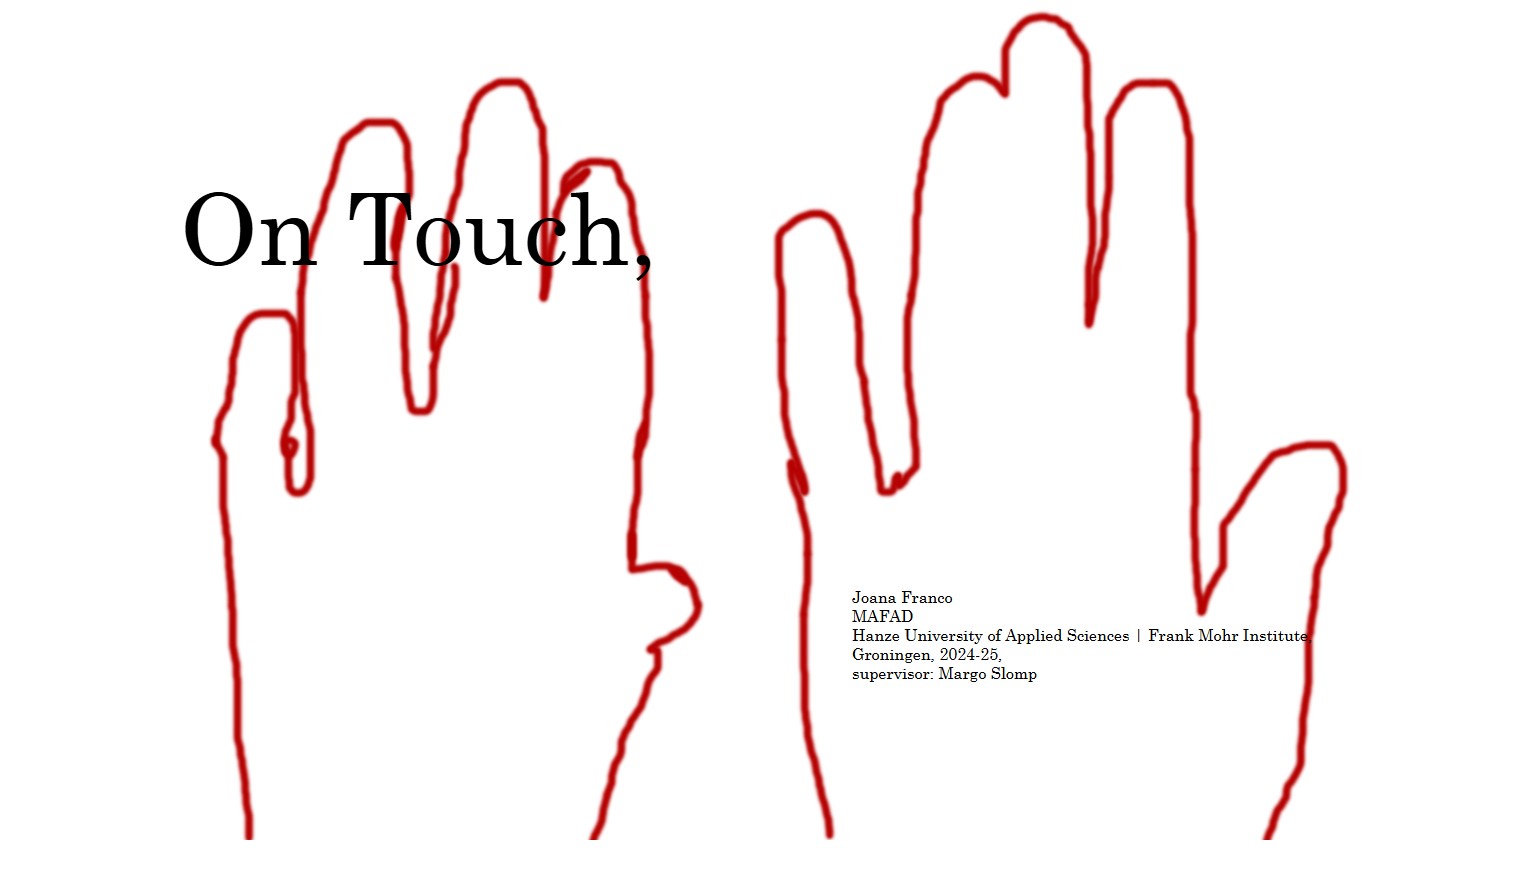 On Touch,
Joana Franco
MAFAD
Hanze University of Applied Sciences | Frank Mohr Institute,
Groningen, 2024-25,
supervisor: Margo Slomp